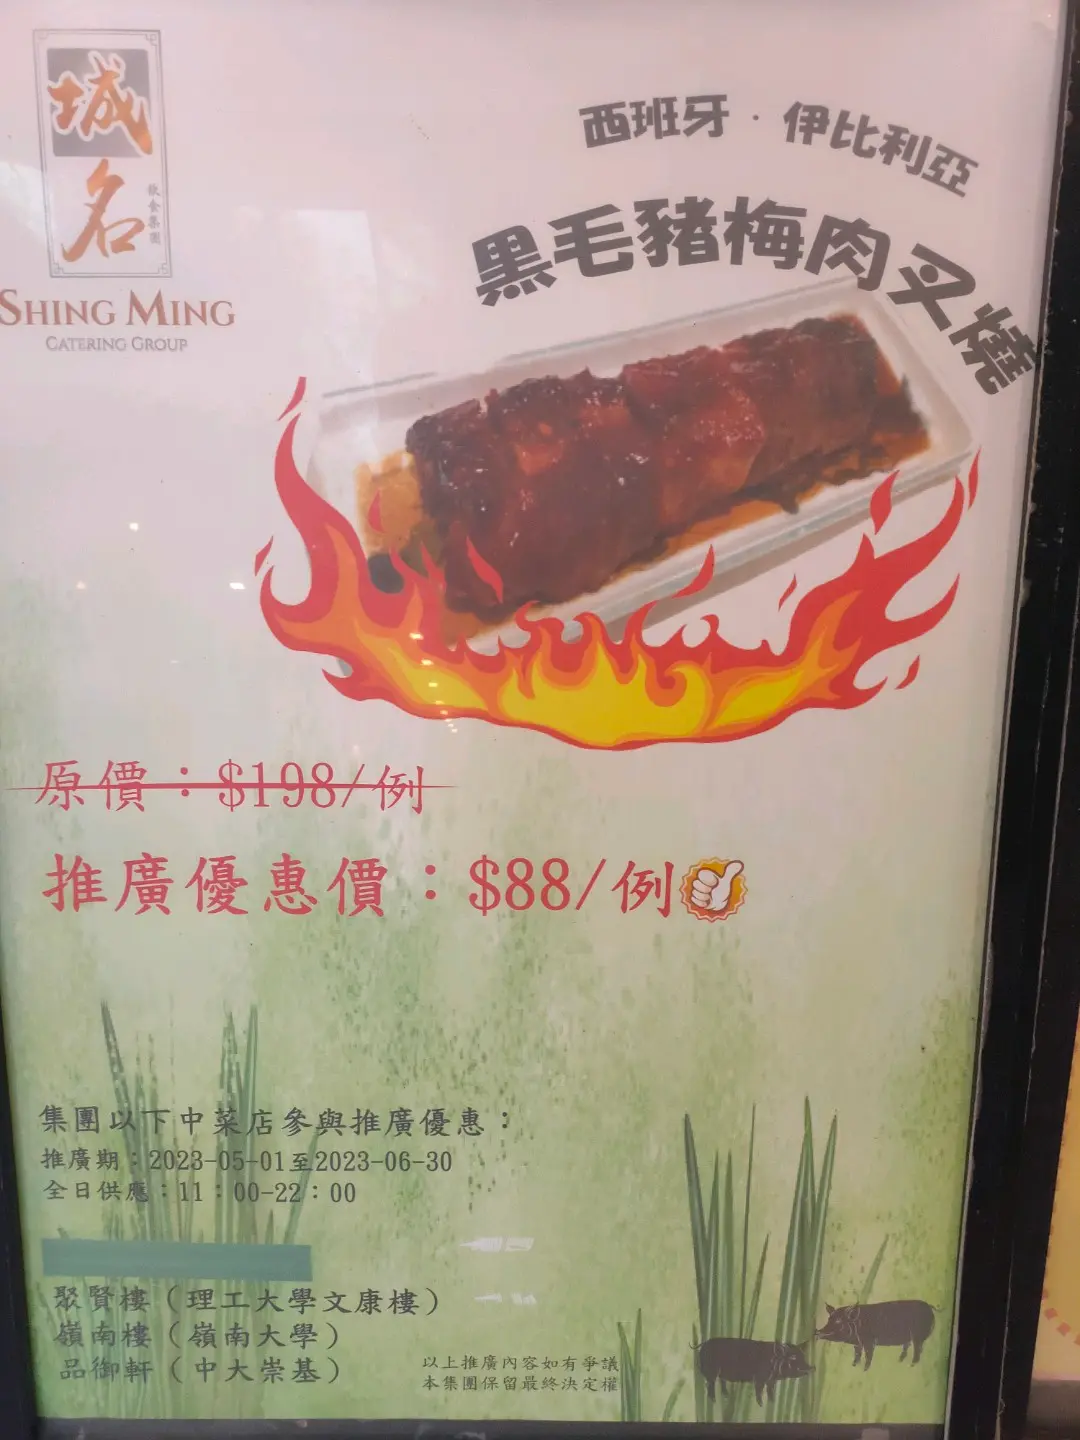 城名
飲食集團
SHING MING
CATERING GROUP
西班牙·伊比利亞
黑毛豬梅肉叉燒
原價：$198/例
推廣優惠價：$88/例
集團以下中菜店參與推廣優惠：
推廣期：2023-05-01至2023-06-30
全日供應：11：00-22：00
聚賢樓（理工大學文康樓）
嶺南樓（嶺南大學）
品御軒（中大崇基）
以上推廣內容如有爭議
本集團保留最終決定權